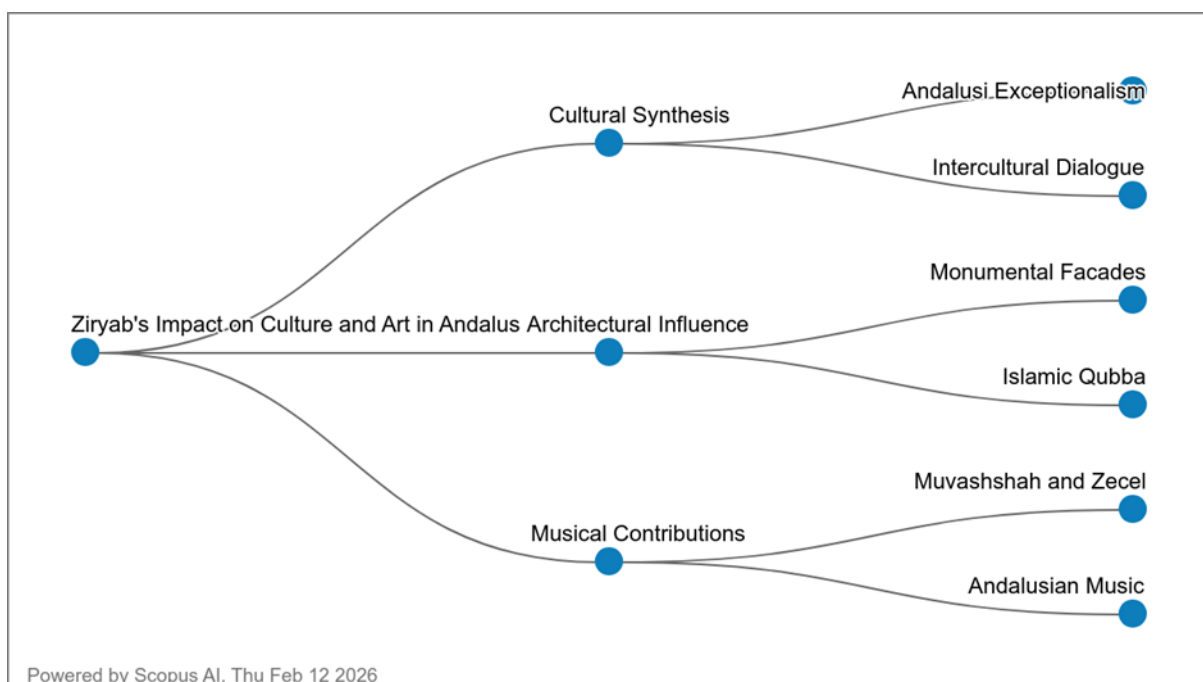 Andalusi Exceptionalism
Cultural Synthesis
Intercultural Dialogue
Monumental Facades
Ziryab's Impact on Culture and Art in Andalus
Architectural Influence
Islamic Qubba
Muvashshah and Zecel
Musical Contributions
Andalusian Music
Powered by Scopus AI, Thu Feb 12 2026